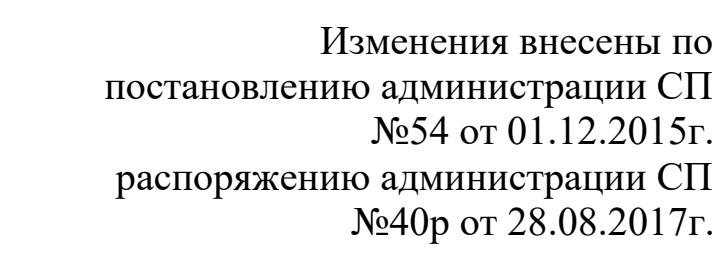 Изменения внесены по
постановлению администрации СП
№54 от 01.12.2015г.
распоряжению администрации СП
№40р от 28.08.2017г.